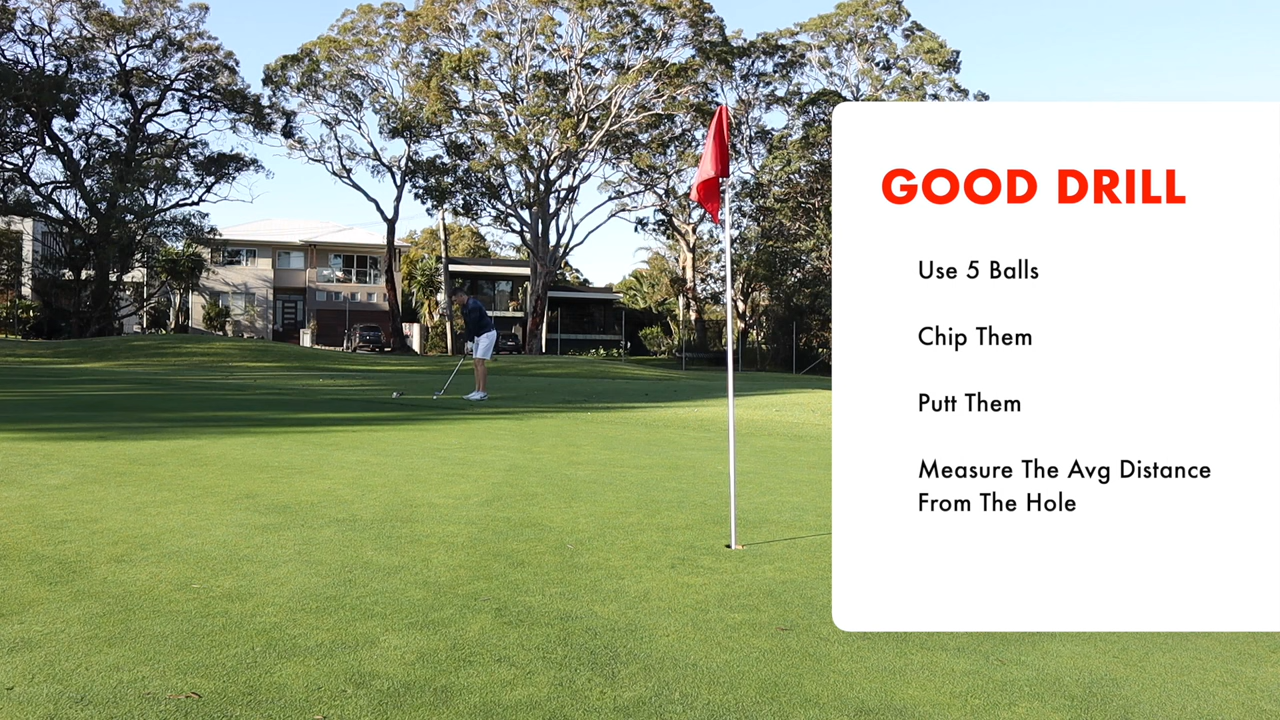 GOOD DRILL
Use 5 Balls
Chip Them
Putt Them
Measure The Avg Distance
From The Hole